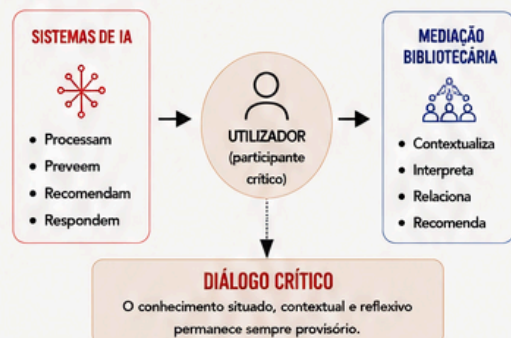 SISTEMAS DE IA
Processam
Preveem
Recomendam
Respondem
UTILIZADOR
(participante
crítico)
MEDIAÇÃO
BIBLIOTECÁRIA
Contextualiza
Interpreta
Relaciona
Recomenda
DIÁLOGO CRÍTICO
O conhecimento situado, contextual e reflexivo
permanece sempre provisório.